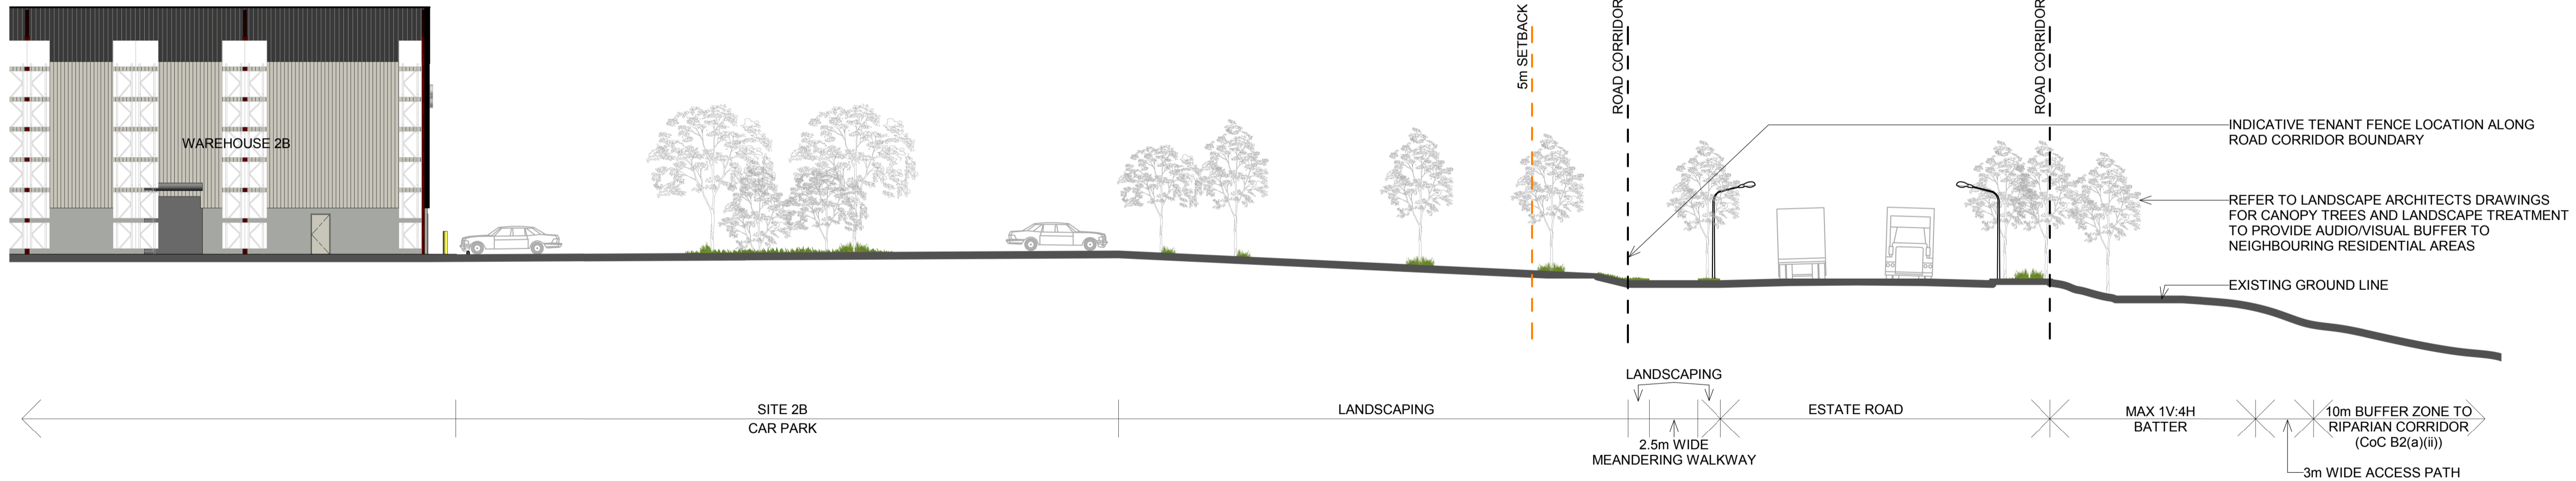 WAREHOUSE 2B
5m SETBACK
ROAD CORRIDOR
ROAD CORRIDOR
INDICATIVE TENANT FENCE LOCATION ALONG
ROAD CORRIDOR BOUNDARY
REFER TO LANDSCAPE ARCHITECTS DRAWINGS
FOR CANOPY TREES AND LANDSCAPE TREATMENT
TO PROVIDE AUDIO/VISUAL BUFFER TO
NEIGHBOURING RESIDENTIAL AREAS
EXISTING GROUND LINE
SITE 2B
CAR PARK
LANDSCAPING
LANDSCAPING
2.5m WIDE
MEANDERING WALKWAY
ESTATE ROAD
MAX 1V:4H
BATTER
10m BUFFER ZONE TO
RIPARIAN CORRIDOR
(CoC B2(a)(ii))
3m WIDE ACCESS PATH